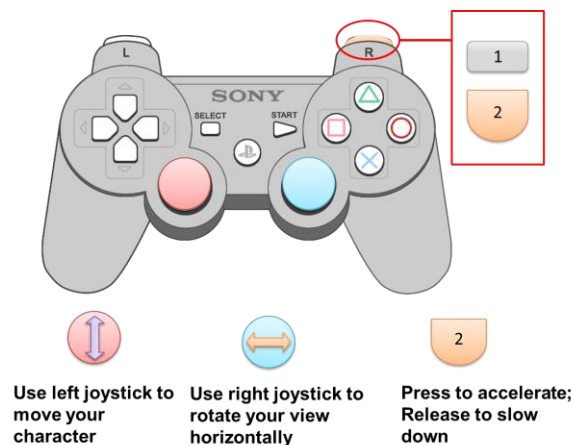 L
R
1
2
SONY
SELECT
START
2
Use left joystick to
move your
character
Use right joystick to
rotate your view
horizontally
Press to accelerate;
Release to slow
down